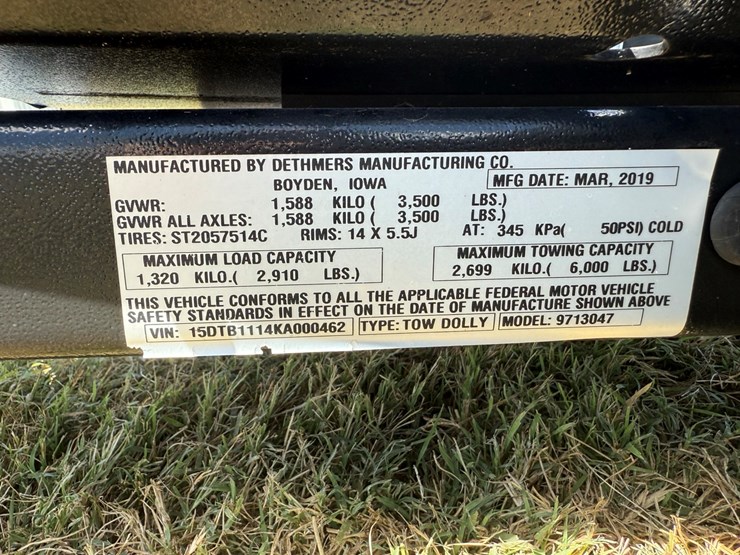 MANUFACTURED BY DETHMERS MANUFACTURING CO.
BOYDEN, IOWA MFG DATE: MAR, 2019
GVWR: 1,588 KILO ( 3,500 LBS.)
GVWR ALL AXLES: 1,588 KILO ( 3,500 LBS.)
TIRES: ST2057514C RIMS: 14 X 5.5J AT: 345 KPa( 50PSI) COLD
MAXIMUM LOAD CAPACITY MAXIMUM TOWING CAPACITY
1,320 KILO.( 2,910 LBS.) 2,699 KILO.( 6,000 LBS.)
THIS VEHICLE CONFORMS TO ALL THE APPLICABLE FEDERAL MOTOR VEHICLE
SAFETY STANDARDS IN EFFECT ON THE DATE OF MANUFACTURE SHOWN ABOVE
VIN: 15DTB1114KA000462 TYPE: TOW DOLLY MODEL: 9713047